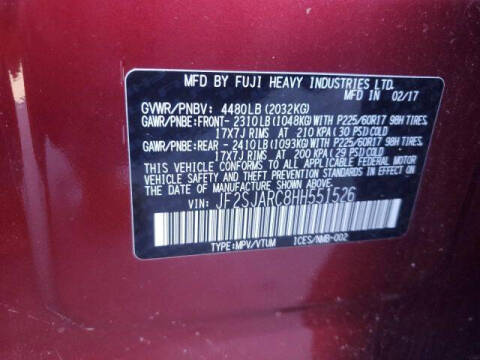 MFD BY FUJI HEAVY INDUSTRIES LTD.
MFD IN 02/17
GVWR/PNBV: 4480LB (2032KG)
GAWR/PNBE:FRONT- 2310LB (1048KG) WITH P225/60R17 98H TIRES,
17X7J RIMS AT 210 KPA (30 PSI) COLD
GAWR/PNBE:REAR - 2410LB (1093KG) WITH P225/60R17 98H TIRES,
17X7J RIMS AT 200 KPA (29 PSI) COLD
THIS VEHICLE CONFORMS TO ALL APPLICABLE FEDERAL MOTOR
VEHICLE SAFETY AND BUMPER STANDARDS IN EFFECT ON THE DATE
OF MANUFACTURE SHOWN ABOVE.
VIN: JF2SJARC8HH551526
TYPE:MPV/VTUM ICES/NMB-002